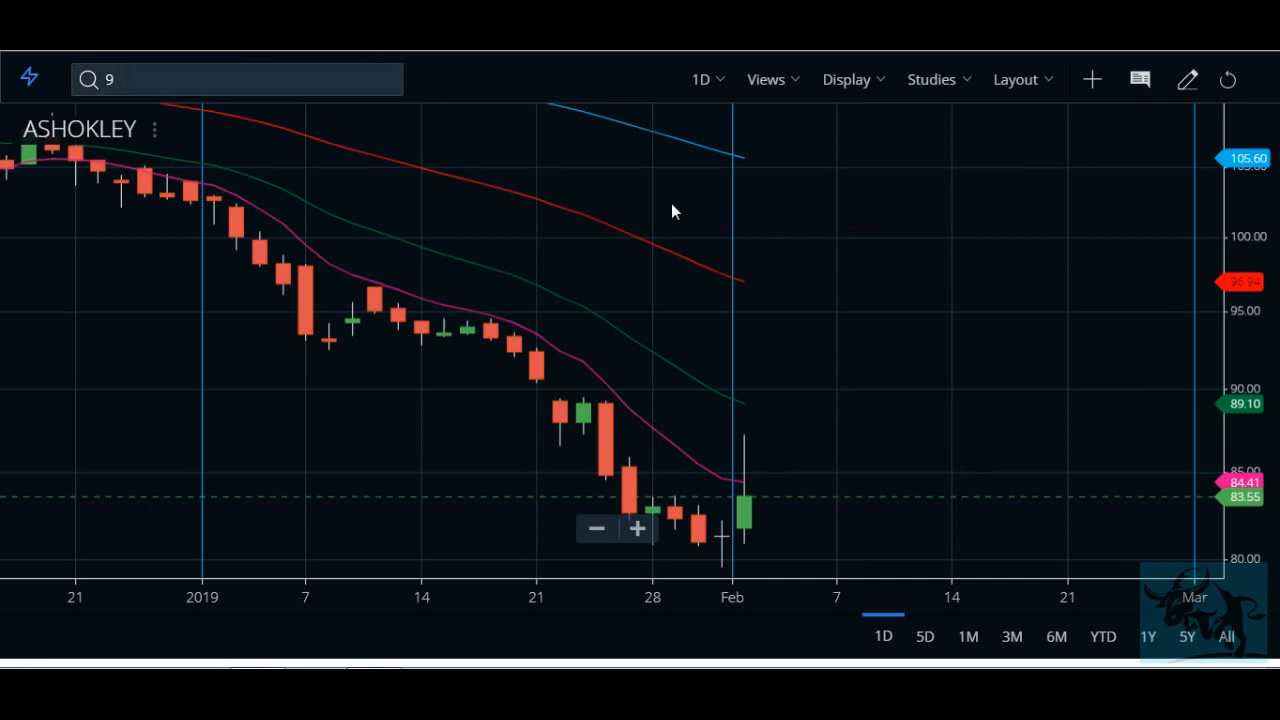 9
1D Views Display Studies Layout
ASHOKLEY
105.60
100.00
96.94
95.00
90.00
89.10
85.00
84.41
83.55
80.00
21 2019 7 14 21 28 Feb 7 14 21 Mar
1D 5D 1M 3M 6M YTD 1Y 5Y All